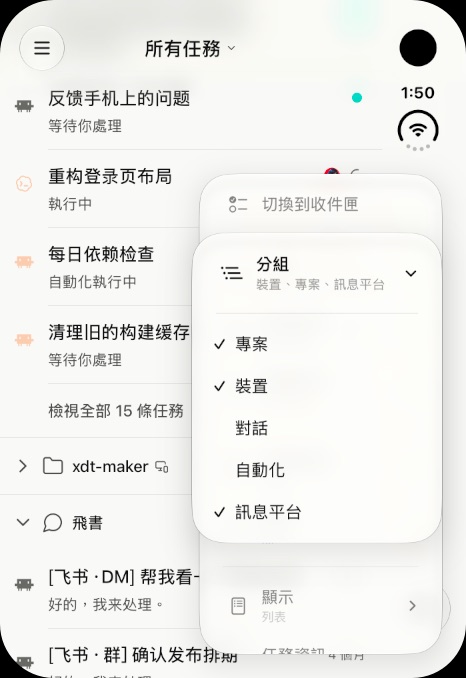 所有任務
1:50
反馈手机上的问题
等待你處理
重构登录页布局
執行中
每日依赖检查
自動化執行中
清理旧的构建缓存
等待你處理
檢視全部 15 條任務
xdt-maker
飛書
[飞书 · DM] 帮我看一
好的，我来处理。
[飞书 · 群] 确认发布排期
切換到收件匣
分組
裝置、專案、訊息平台
專案
裝置
對話
自動化
訊息平台
顯示
列表